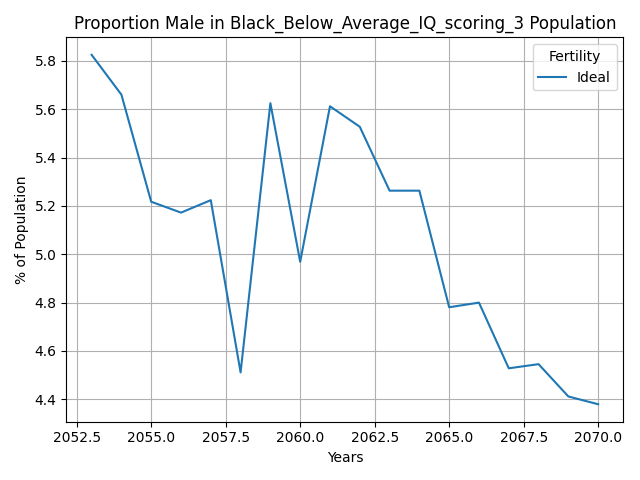 Proportion Male in Black_Below_Average_IQ_scoring_3 Population
Fertility
Ideal
% of Population
5.8
5.6
5.4
5.2
5.0
4.8
4.6
4.4
2052.5 2055.0 2057.5 2060.0 2062.5 2065.0 2067.5 2070.0
Years